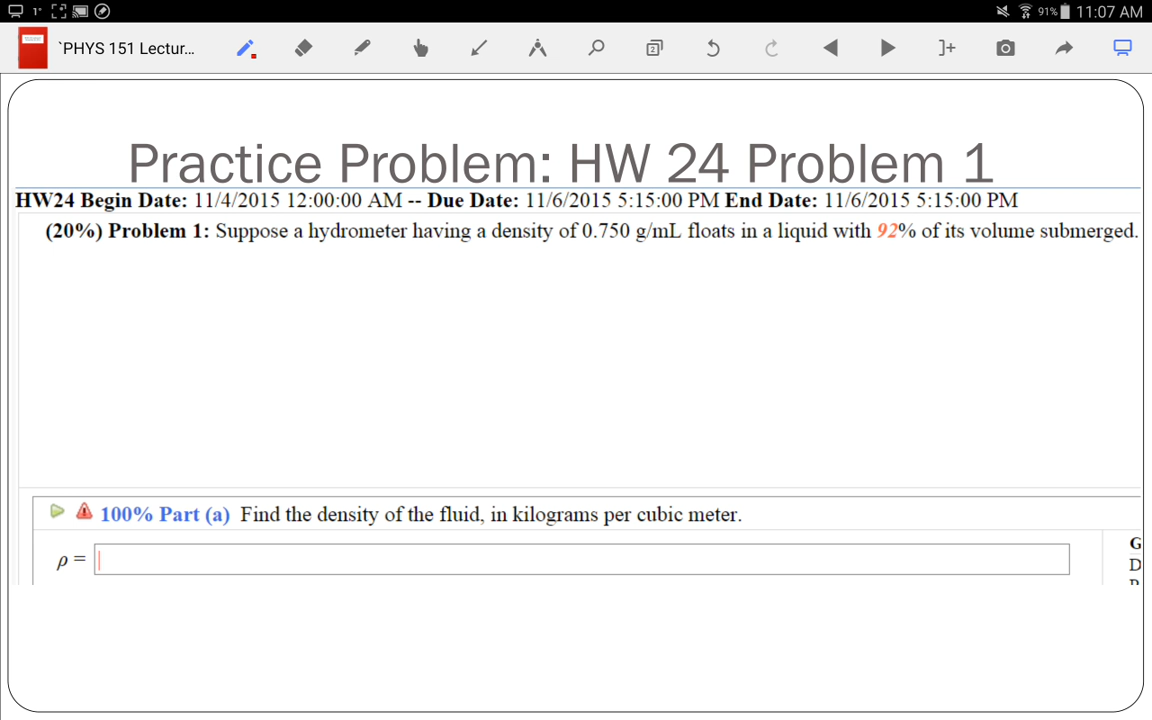 1° 91% 11:07 AM
`PHYS 151 Lectur... 2 ]+
Practice Problem: HW 24 Problem 1
HW24 Begin Date: 11/4/2015 12:00:00 AM -- Due Date: 11/6/2015 5:15:00 PM End Date: 11/6/2015 5:15:00 PM
(20%) Problem 1: Suppose a hydrometer having a density of 0.750 g/mL floats in a liquid with 92% of its volume submerged.
100% Part (a) Find the density of the fluid, in kilograms per cubic meter.
G
ρ =
D